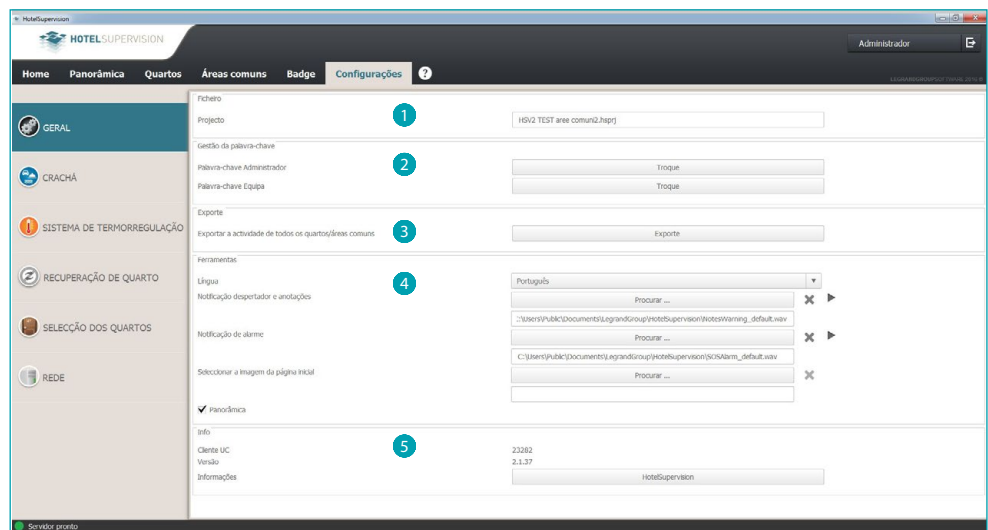 HotelSupervision
HOTELSUPERVISION
Administrador
Home Panorâmica Quartos Áreas comuns Badge Configurações ?
GERAL
CRACHÁ
SISTEMA DE TERMORREGULAÇÃO
RECUPERAÇÃO DE QUARTO
SELECÇÃO DOS QUARTOS
REDE
Ficheiro
Projecto 1 HSV2 TEST aree comuni2.hsprj
Gestão da palavra-chave
Palavra-chave Administrador 2 Troque
Palavra-chave Equipa Troque
Exporte
Exportar a actividade de todos os quartos/áreas comuns 3 Exporte
Ferramentas
Língua 4 Português
Notificação despertador e anotações Procurar ...
:\Users\Public\Documents\LegrandGroup\HotelSupervision\NotesWarning_default.wav
Notificação de alarme Procurar ...
C:\Users\Public\Documents\LegrandGroup\HotelSupervision\SOSAlarm_default.wav
Seleccionar a imagem da página inicial Procurar ...
Panorâmica
Info
Cliente UC 5 23282
Versão 2.1.37
Informações HotelSupervision
Servidor pronto